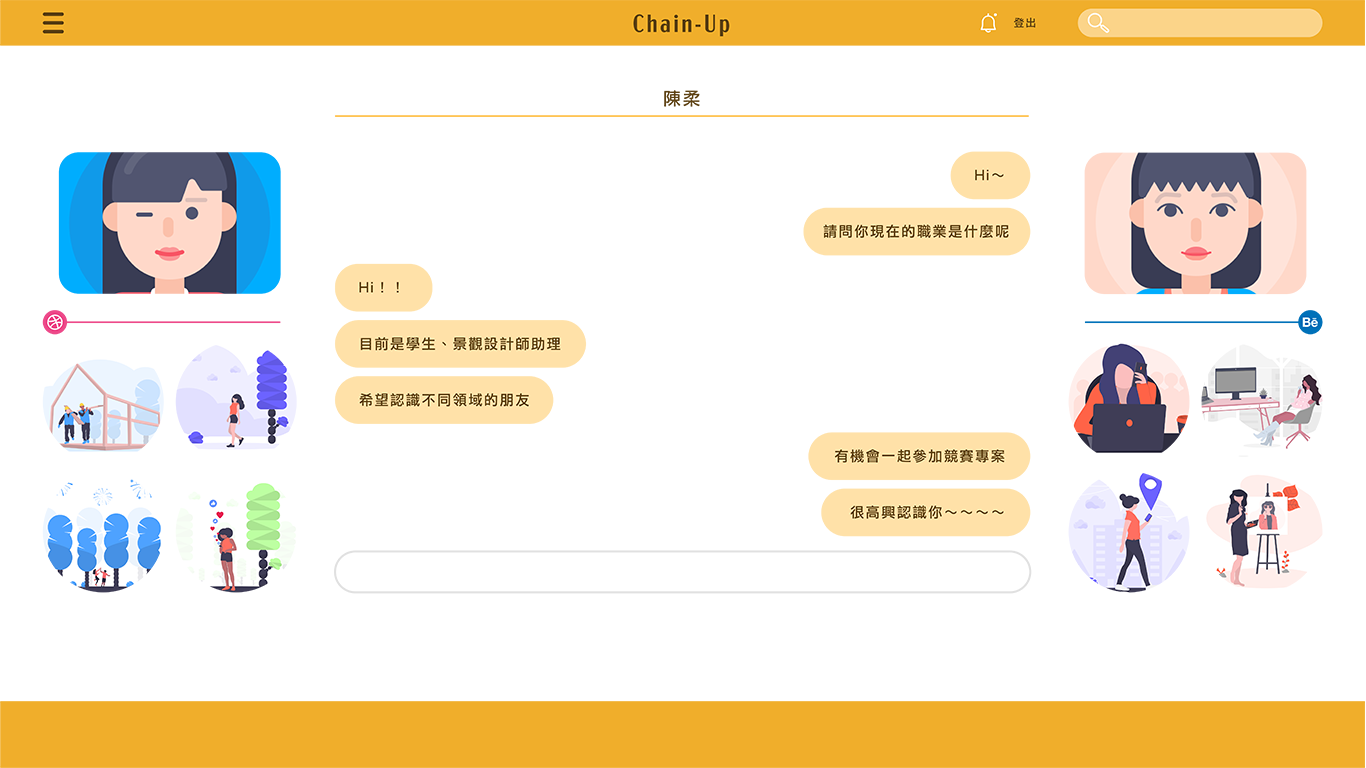 Chain-Up
登出
陳柔
Hi～
請問你現在的職業是什麼呢
Hi！！
目前是學生、景觀設計師助理
希望認識不同領域的朋友
有機會一起參加競賽專案
很高興認識你～～～～
Bē